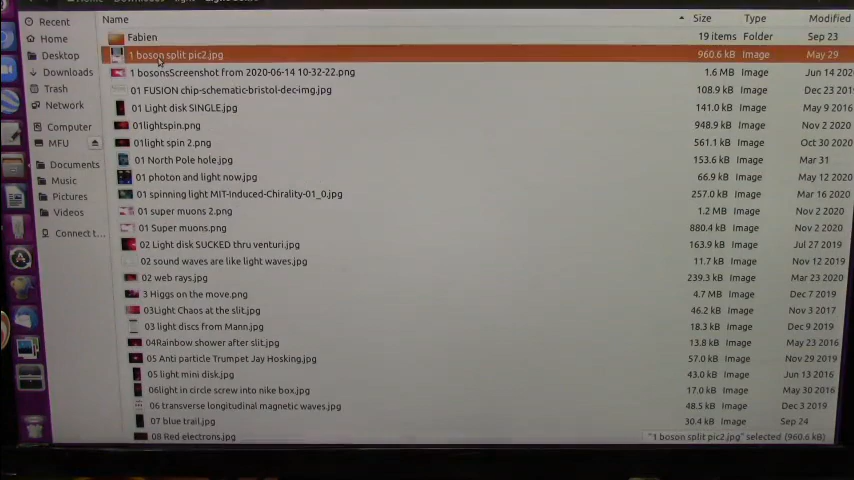 Name Size Type Modified
Recent
Home
Desktop
Downloads
Trash
Network
Computer
MFU
Documents
Music
Pictures
Videos
Connect t...
Fabien 19 items Folder Sep 23
1 boson split pic2.jpg 960.6 kB Image May 29
1 bosonsScreenshot from 2020-06-14 10-32-22.png 1.6 MB Image Jun 14 202
01 FUSION chip-schematic-bristol-dec-img.jpg 108.9 kB Image Dec 23 201
01 Light disk SINGLE.jpg 141.0 kB Image May 9 2016
01lightspin.png 948.9 kB Image Nov 2 2020
01light spin 2.png 561.1 kB Image Oct 30 2020
01 North Pole hole.jpg 153.6 kB Image Mar 31
01 photon and light now.jpg 66.9 kB Image May 12 2020
01 spinning light MIT-Induced-Chirality-01_0.jpg 257.0 kB Image Mar 16 2020
01 super muons 2.png 1.2 MB Image Nov 2 2020
01 Super muons.png 880.4 kB Image Nov 2 2020
02 Light disk SUCKED thru venturi.jpg 163.9 kB Image Jul 27 2019
02 sound waves are like light waves.jpg 11.7 kB Image Nov 12 2019
02 web rays.jpg 239.3 kB Image Mar 23 2020
3 Higgs on the move.png 4.7 MB Image Dec 7 2019
03Light Chaos at the slit.jpg 46.2 kB Image Nov 3 2017
03 light discs from Mann.jpg 18.3 kB Image Dec 9 2019
04Rainbow shower after slit.jpg 13.8 kB Image May 23 2016
05 Anti particle Trumpet Jay Hosking.jpg 57.0 kB Image Nov 29 2019
05 light mini disk.jpg 43.0 kB Image Jun 13 2016
06light in circle screw into nike box.jpg 17.0 kB Image May 30 2016
06 transverse longitudinal magnetic waves.jpg 48.5 kB Image Dec 3 2019
07 blue trail.jpg 30.4 kB Image Sep 24
08 Red electrons.jpg
"1 boson split pic2.jpg" selected (960.6 kB)